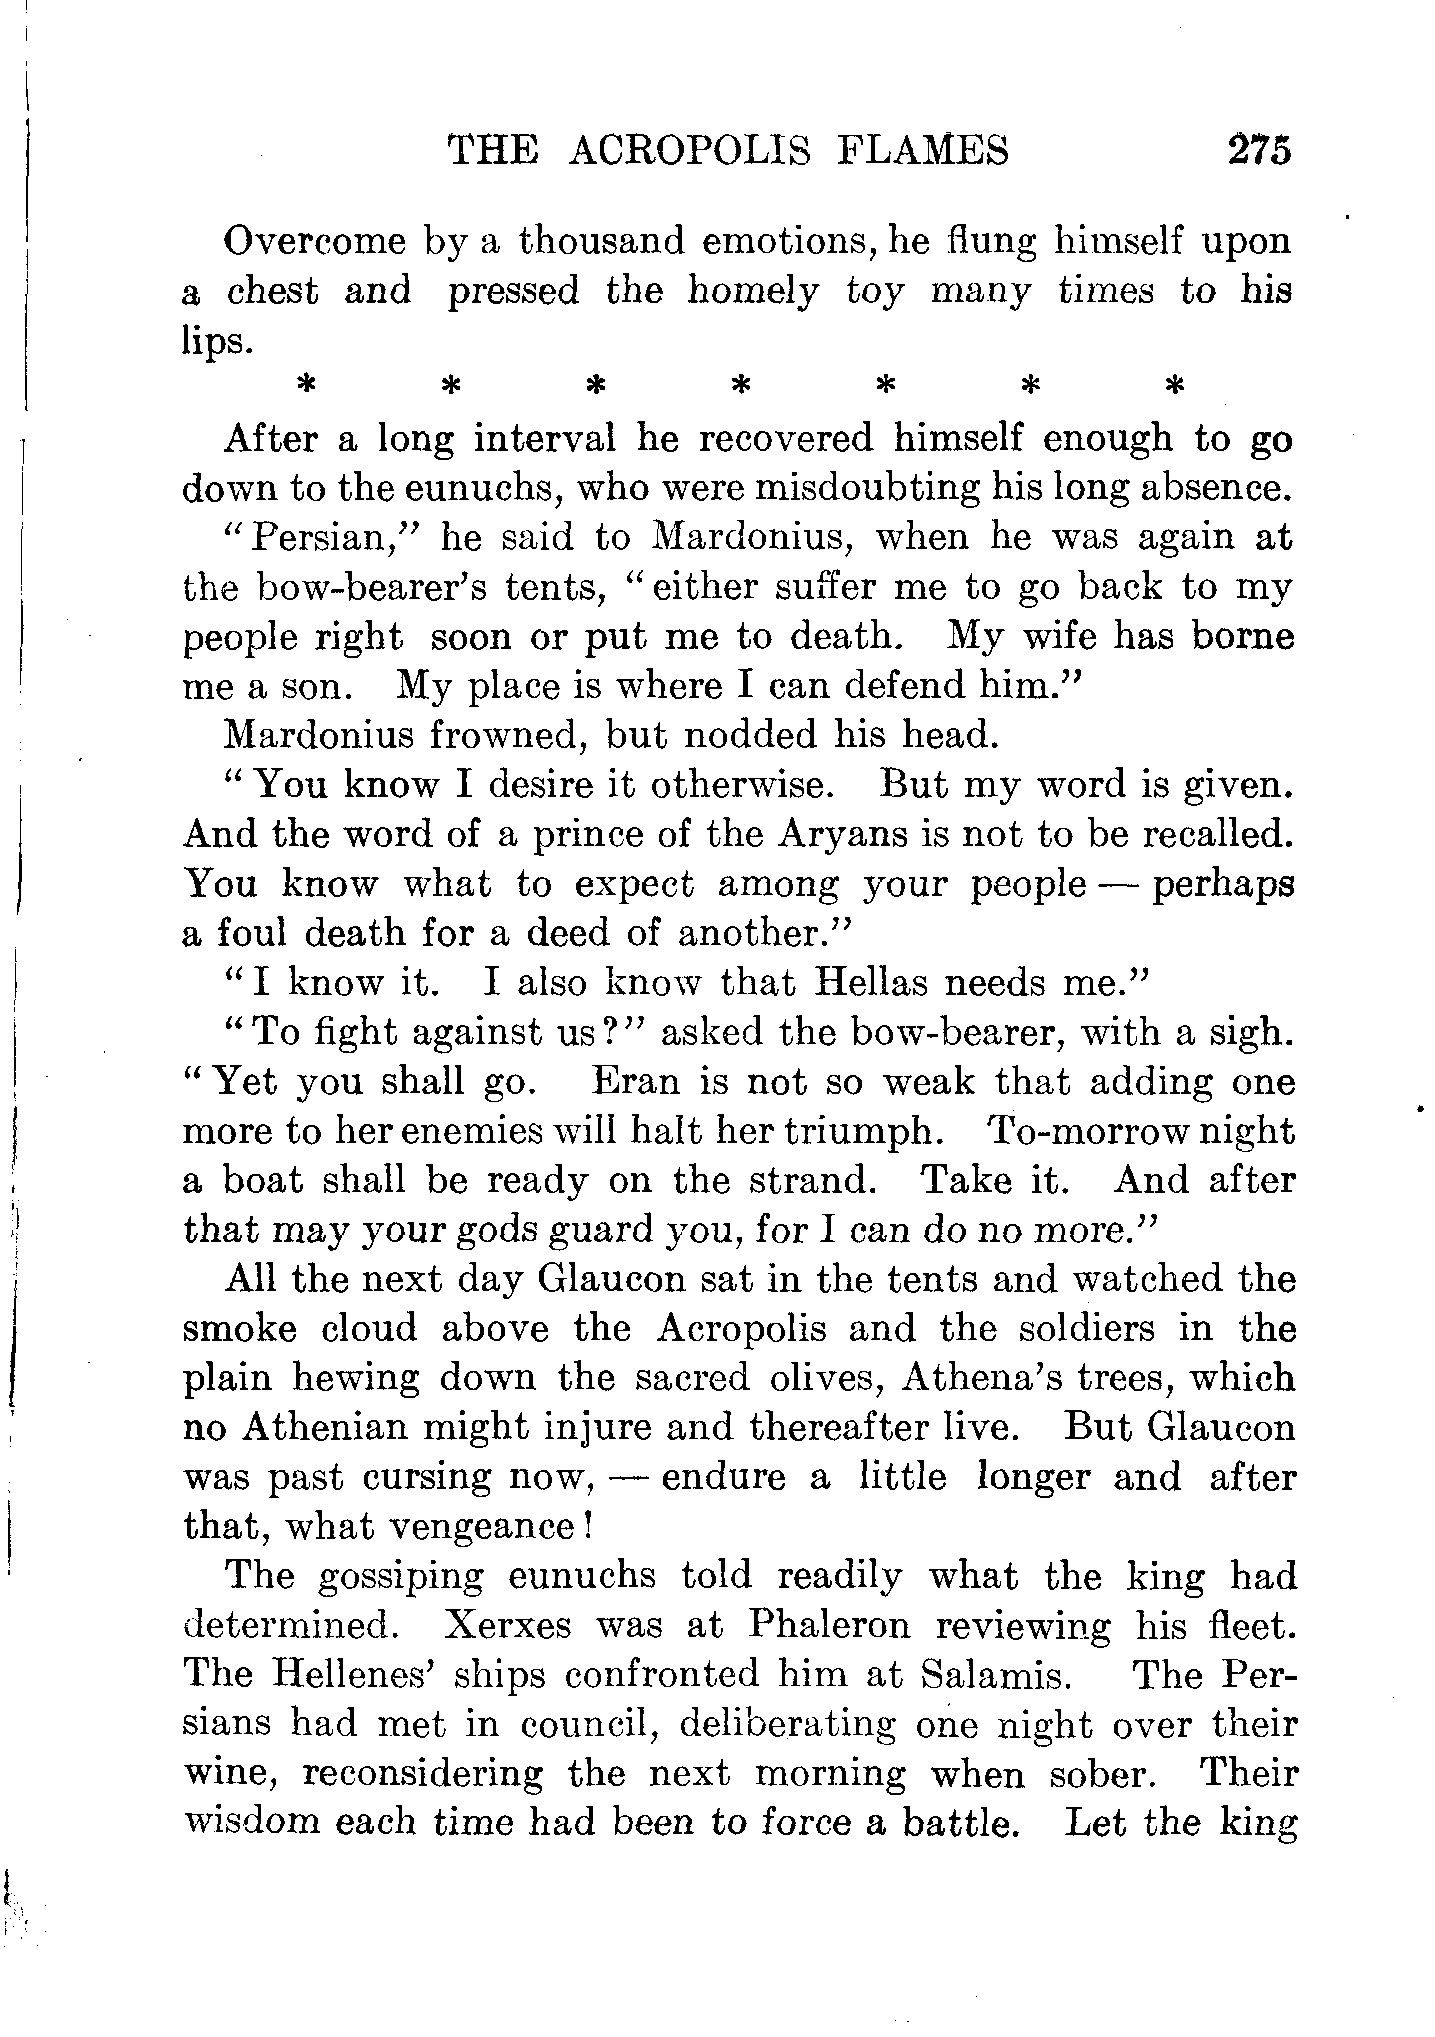 THE ACROPOLIS FLAMES 275
Overcome by a thousand emotions, he flung himself upon
a chest and pressed the homely toy many times to his
lips.
* * * * * * *
After a long interval he recovered himself enough to go
down to the eunuchs, who were misdoubting his long absence.
"Persian," he said to Mardonius, when he was again at
the bow-bearer's tents, "either suffer me to go back to my
people right soon or put me to death. My wife has borne
me a son. My place is where I can defend him."
Mardonius frowned, but nodded his head.
"You know I desire it otherwise. But my word is given.
And the word of a prince of the Aryans is not to be recalled.
You know what to expect among your people — perhaps
a foul death for a deed of another."
"I know it. I also know that Hellas needs me."
"To fight against us?" asked the bow-bearer, with a sigh.
"Yet you shall go. Eran is not so weak that adding one
more to her enemies will halt her triumph. To-morrow night
a boat shall be ready on the strand. Take it. And after
that may your gods guard you, for I can do no more."
All the next day Glaucon sat in the tents and watched the
smoke cloud above the Acropolis and the soldiers in the
plain hewing down the sacred olives, Athena's trees, which
no Athenian might injure and thereafter live. But Glaucon
was past cursing now, — endure a little longer and after
that, what vengeance!
The gossiping eunuchs told readily what the king had
determined. Xerxes was at Phaleron reviewing his fleet.
The Hellenes' ships confronted him at Salamis. The Per-
sians had met in council, deliberating one night over their
wine, reconsidering the next morning when sober. Their
wisdom each time had been to force a battle. Let the king